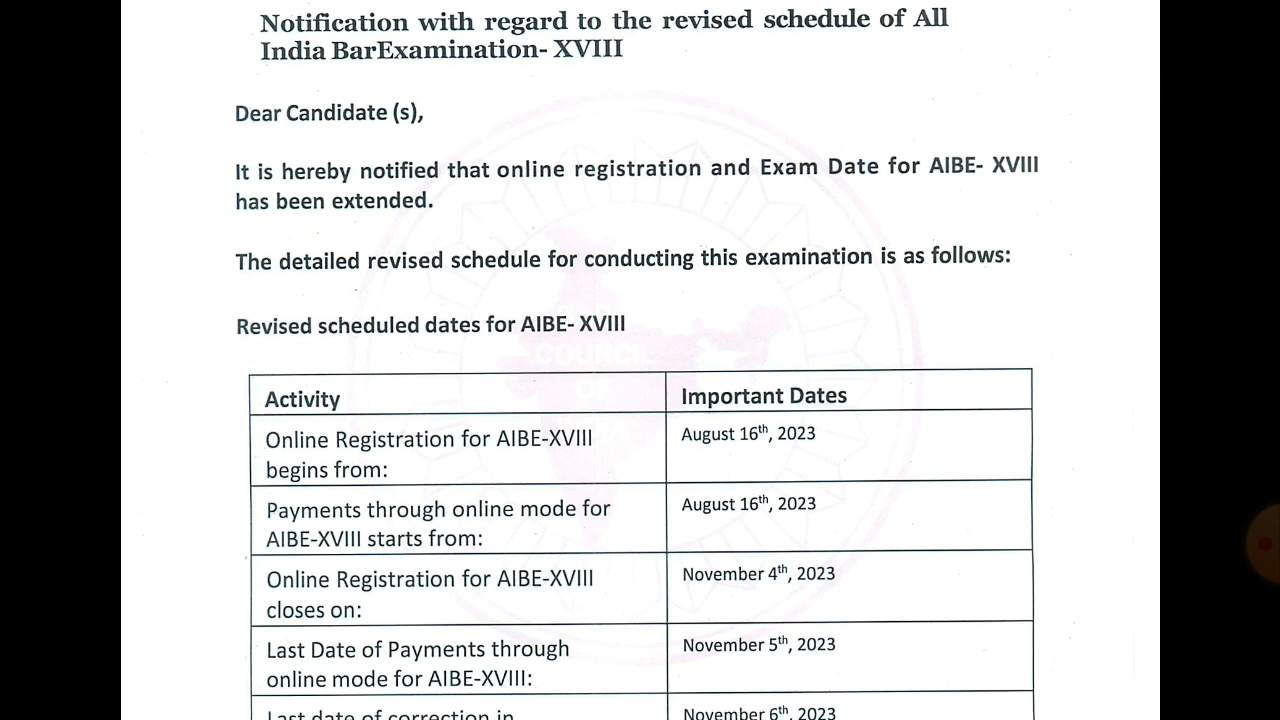 Notification with regard to the revised schedule of All
India BarExamination- XVIII
Dear Candidate (s),
It is hereby notified that online registration and Exam Date for AIBE- XVIII
has been extended.
The detailed revised schedule for conducting this examination is as follows:
Revised scheduled dates for AIBE- XVIII
COUNCIL
OF
Activity
Important Dates
Online Registration for AIBE-XVIII
begins from:
August 16th, 2023
Payments through online mode for
AIBE-XVIII starts from:
August 16th, 2023
Online Registration for AIBE-XVIII
closes on:
November 4th, 2023
Last Date of Payments through
online mode for AIBE-XVIII:
November 5th, 2023
Last date of correction in
November 6th, 2023